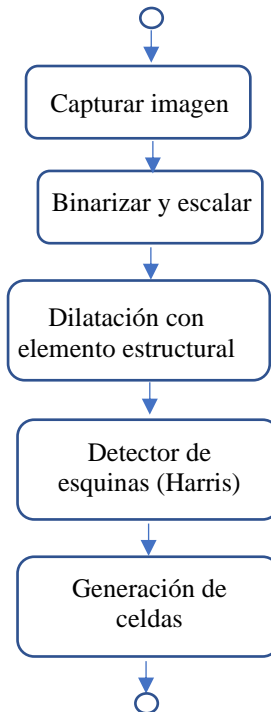 Capturar imagen
Binarizar y escalar
Dilatación con
elemento estructural
Detector de
esquinas (Harris)
Generación de
celdas